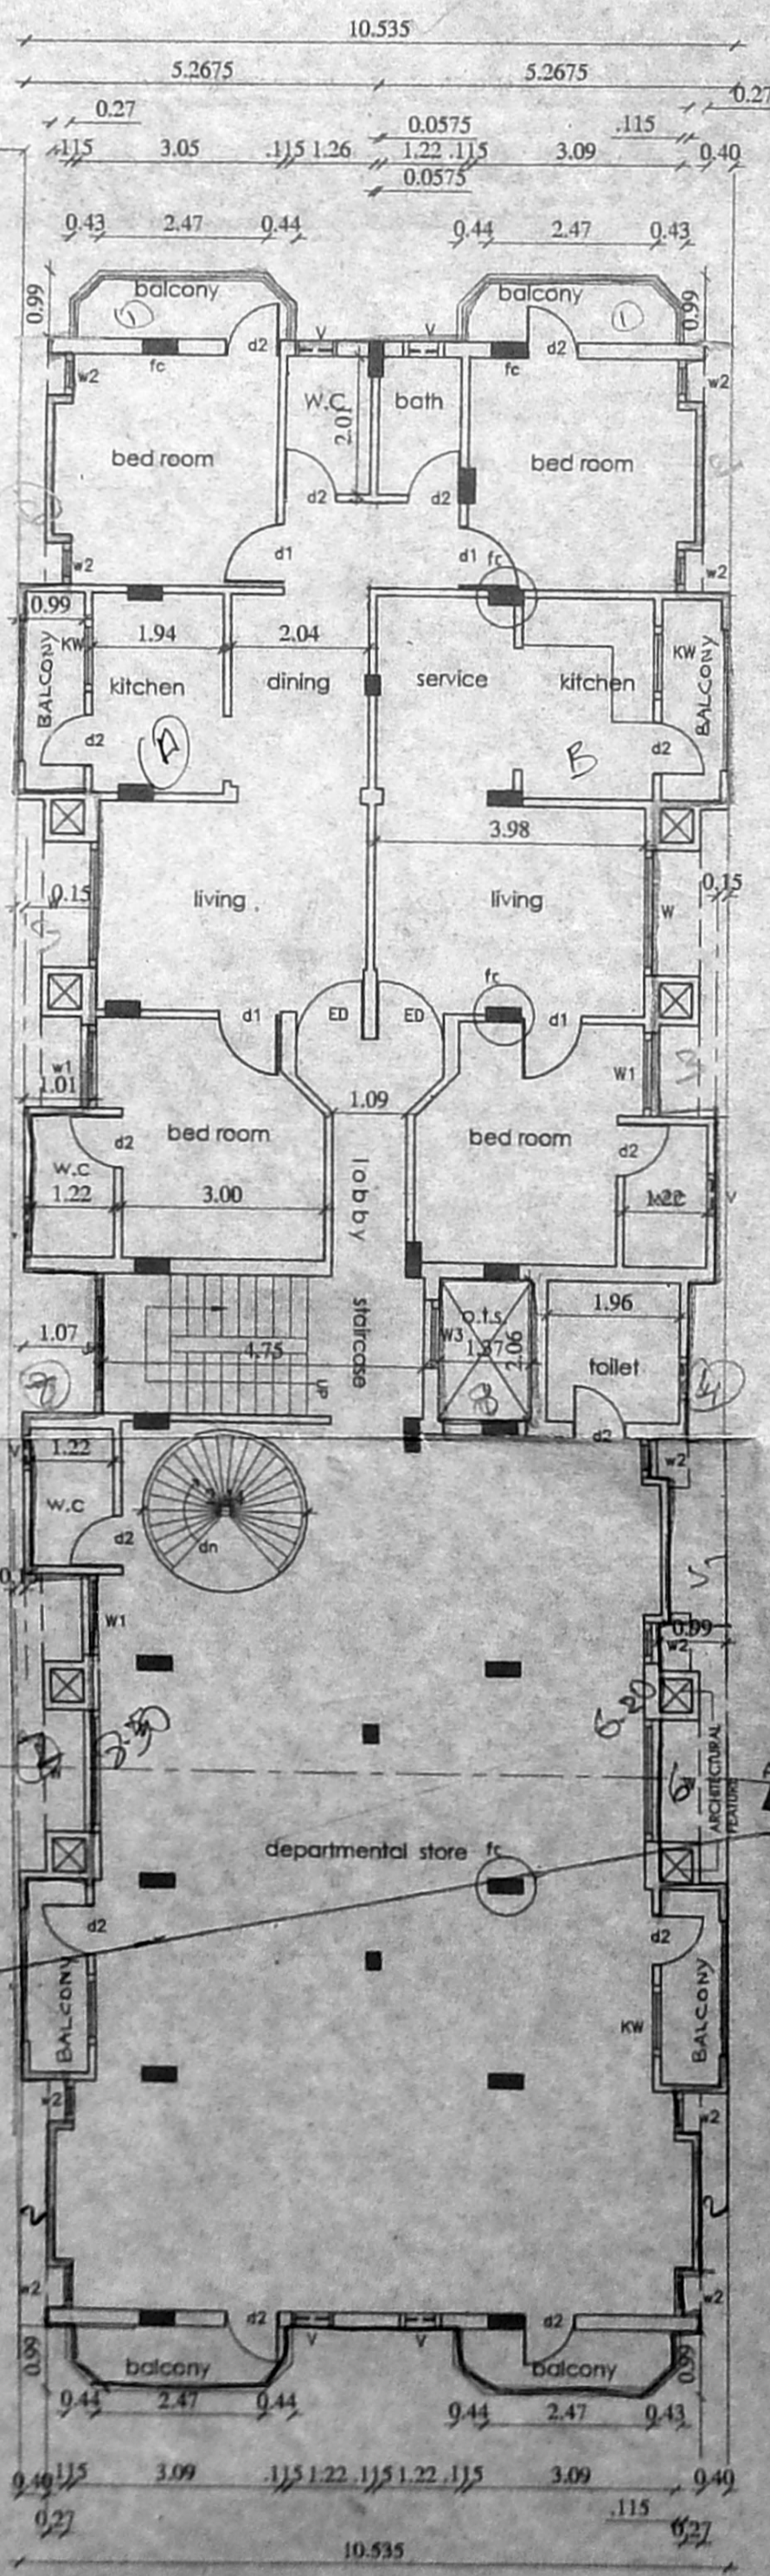 10.535
5.2675 5.2675
0.27 0.27
0.0575 .115
.115 3.05 .115 1.26 1.22 .115 3.09 0.40
0.0575
0.43 2.47 0.44 0.44 2.47 0.43
0.99 balcony balcony 0.99
1 1
d2 V V d2
fc fc
w2 w2
W.C bath
2.01
bed room bed room
d2 d2
d1 d1 fc
w2 w2
0.99
1.94 2.04
BALCONY KW KW BALCONY
kitchen dining service kitchen
d2 A B d2
3.98
0.15 0.15
living living
W W
fc
d1 ED ED d1
w1 W1
1.01
1.09
d2 bed room bed room d2
W.C
lobby
1.22 3.00 1.22
V
1.96
o.t.s.
staircase
1.07 W3 4.75 1.37 2.06
toilet
UP
d2
V 1.22 w2
W.C
d2 dn
W1
0.99
w2
6
ARCHITECTURAL FEATURE
departmental store fc
d2 d2
BALCONY KW BALCONY
w2 w2
2 2
w2 w2
d2 V V d2
0.99 balcony balcony 0.99
0.44 2.47 0.44 0.44 2.47 0.43
0.40 .115 3.09 .115 1.22 .115 1.22 .115 3.09 0.40
.115
0.27 0.27
10.535